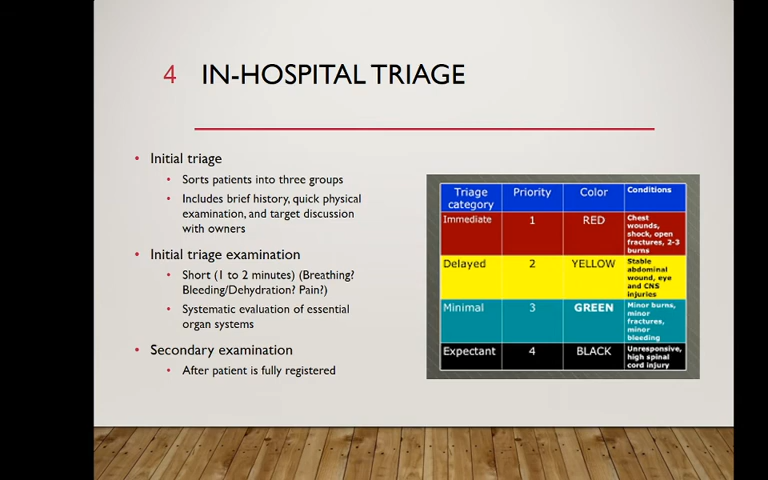 4 IN-HOSPITAL TRIAGE
• Initial triage
• Sorts patients into three groups
• Includes brief history, quick physical
examination, and target discussion
with owners
• Initial triage examination
• Short (1 to 2 minutes) (Breathing?
Bleeding/Dehydration? Pain?)
• Systematic evaluation of essential
organ systems
• Secondary examination
• After patient is fully registered
Triage
category
Priority
Color
Conditions
Immediate
1
RED
Chest
wounds,
shock, open
fractures, 2-3
burns
Delayed
2
YELLOW
Stable
abdominal
wound, eye
and CNS
injuries
Minimal
3
GREEN
Minor burns,
minor
fractures,
minor
bleeding
Expectant
4
BLACK
Unresponsive,
high spinal
cord injury